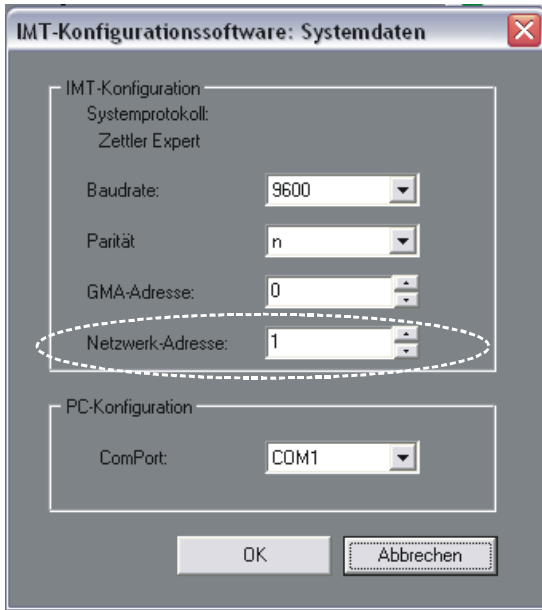 IMT-Konfigurationssoftware: Systemdaten
IMT-Konfiguration
Systemprotokoll:
Zettler Expert
Baudrate: 9600
Parität n
GMA-Adresse: 0
Netzwerk-Adresse: 1
PC-Konfiguration
ComPort: COM1
OK Abbrechen